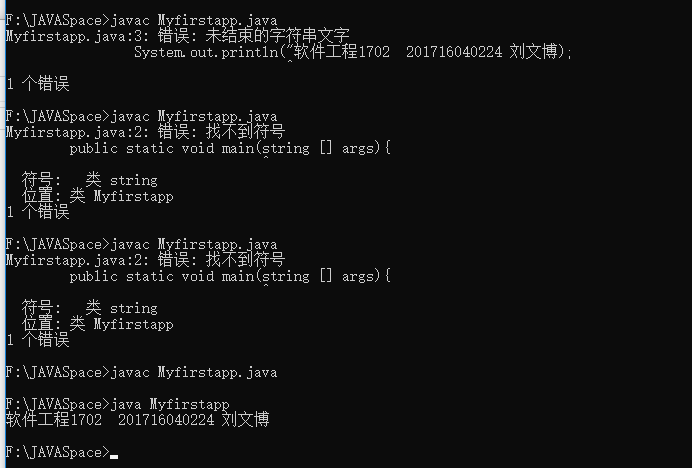 F:\JAVASpace>javac Myfirstapp.java
Myfirstapp.java:3: 错误: 未结束的字符串文字
System.out.println("软件工程1702  201716040224 刘文博);
^
1 个错误
F:\JAVASpace>javac Myfirstapp.java
Myfirstapp.java:2: 错误: 找不到符号
public static void main(string [] args){
^
符号:   类 string
位置: 类 Myfirstapp
1 个错误
F:\JAVASpace>javac Myfirstapp.java
Myfirstapp.java:2: 错误: 找不到符号
public static void main(string [] args){
^
符号:   类 string
位置: 类 Myfirstapp
1 个错误
F:\JAVASpace>javac Myfirstapp.java
F:\JAVASpace>java Myfirstapp
软件工程1702  201716040224 刘文博
F:\JAVASpace>